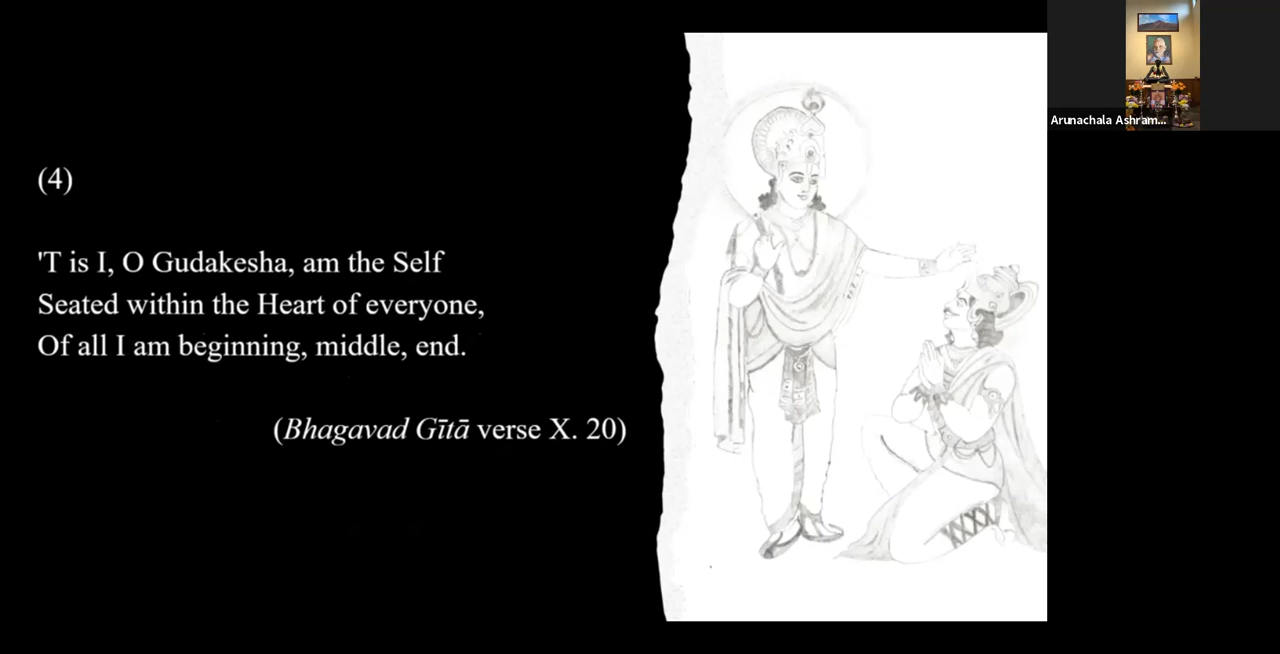 (4)
'T is I, O Gudakesha, am the Self
Seated within the Heart of everyone,
Of all I am beginning, middle, end.
(Bhagavad Gītā verse X. 20)
Arunachala Ashram...